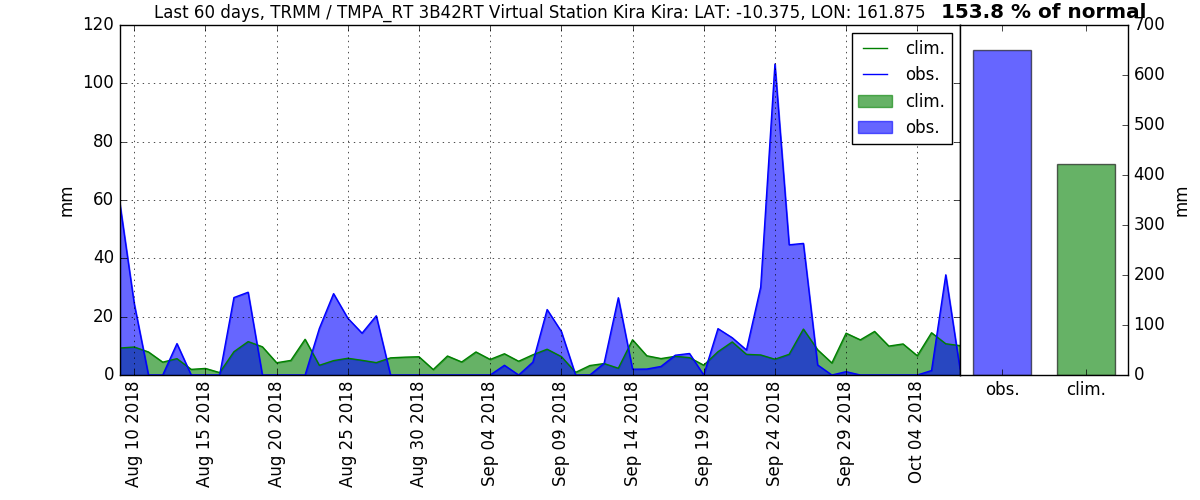 Last 60 days, TRMM / TMPA_RT 3B42RT Virtual Station Kira Kira: LAT: -10.375, LON: 161.875 153.8 % of normal
120
100
80
60
40
20
0
mm
clim.
obs.
clim.
obs.
Aug 10 2018
Aug 15 2018
Aug 20 2018
Aug 25 2018
Aug 30 2018
Sep 04 2018
Sep 09 2018
Sep 14 2018
Sep 19 2018
Sep 24 2018
Sep 29 2018
Oct 04 2018
700
600
500
400
300
200
100
0
mm
obs. clim.